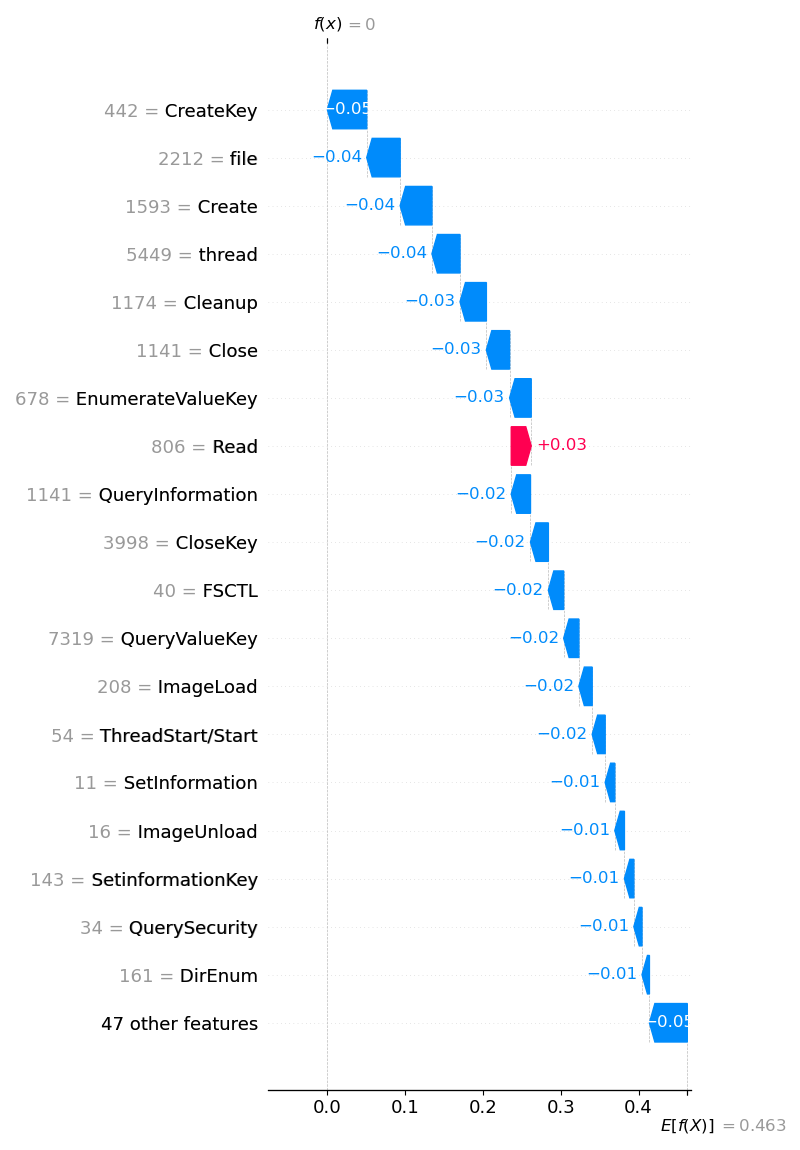 f(x) = 0
442 = CreateKey −0.05
2212 = file −0.04
1593 = Create −0.04
5449 = thread −0.04
1174 = Cleanup −0.03
1141 = Close −0.03
678 = EnumerateValueKey −0.03
806 = Read +0.03
1141 = QueryInformation −0.02
3998 = CloseKey −0.02
40 = FSCTL −0.02
7319 = QueryValueKey −0.02
208 = ImageLoad −0.02
54 = ThreadStart/Start −0.02
11 = SetInformation −0.01
16 = ImageUnload −0.01
143 = SetinformationKey −0.01
34 = QuerySecurity −0.01
161 = DirEnum −0.01
47 other features −0.05
0.0 0.1 0.2 0.3 0.4
E[f(X)] = 0.463